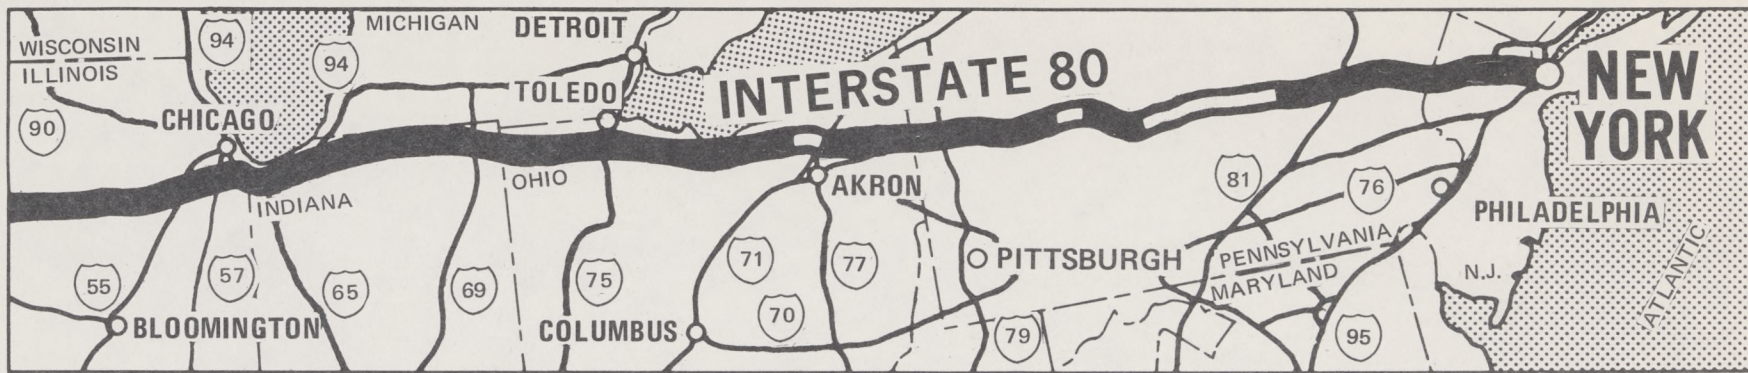 WISCONSIN
ILLINOIS
94
94
MICHIGAN
DETROIT
TOLEDO
INTERSTATE 80
NEW
YORK
90
CHICAGO
INDIANA
OHIO
AKRON
81
76
PHILADELPHIA
55
57
65
69
75
71
77
PITTSBURGH
PENNSYLVANIA
MARYLAND
N.J.
ATLANTIC
BLOOMINGTON
COLUMBUS
70
79
95